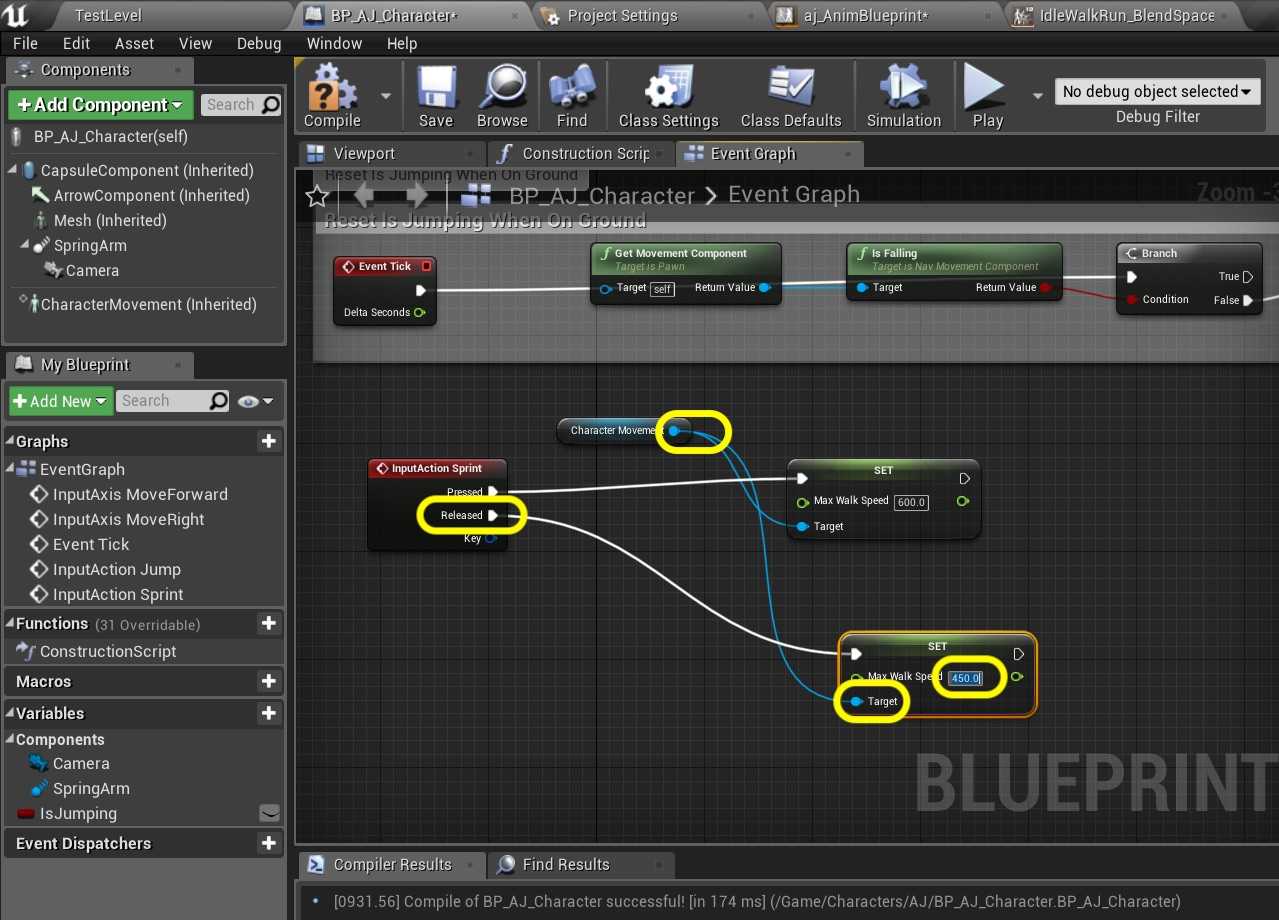 TestLevel
BP_AJ_Character*
Project Settings
aj_AnimBlueprint*
IdleWalkRun_BlendSpace
File Edit Asset View Debug Window Help
Components
+Add Component
Search
BP_AJ_Character(self)
CapsuleComponent (Inherited)
ArrowComponent (Inherited)
Mesh (Inherited)
SpringArm
Camera
CharacterMovement (Inherited)
My Blueprint
+Add New
Search
Graphs
EventGraph
InputAxis MoveForward
InputAxis MoveRight
Event Tick
InputAction Jump
InputAction Sprint
Functions (31 Overridable)
ConstructionScript
Macros
Variables
Components
Camera
SpringArm
IsJumping
Event Dispatchers
Compile Save Browse Find Class Settings Class Defaults Simulation Play
No debug object selected
Debug Filter
Viewport
Construction Scrip
Event Graph
Reset Is Jumping When On Ground
BP_AJ_Character > Event Graph
Zoom -3
Reset Is Jumping When On Ground
Event Tick
Delta Seconds
Get Movement Component
Target is Pawn
Target self Return Value
Is Falling
Target is Nav Movement Component
Target Return Value
Branch
True
Condition False
Character Movement
InputAction Sprint
Pressed
Released
Key
SET
Max Walk Speed 600.0
Target
SET
Max Walk Speed 450.0
Target
BLUEPRINT
Compiler Results
Find Results
[0931.56] Compile of BP_AJ_Character successful! [in 174 ms] (/Game/Characters/AJ/BP_AJ_Character.BP_AJ_Character)